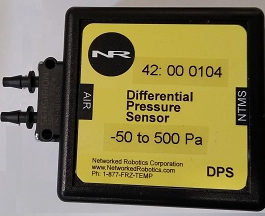 NR
42: 00 0104
AIR
Differential
Pressure
Sensor
NTMS
-50 to 500 Pa
Networked Robotics Corporation
NetworkedRobotics.com
Ph: 1-877-FRZ-TEMP
DPS